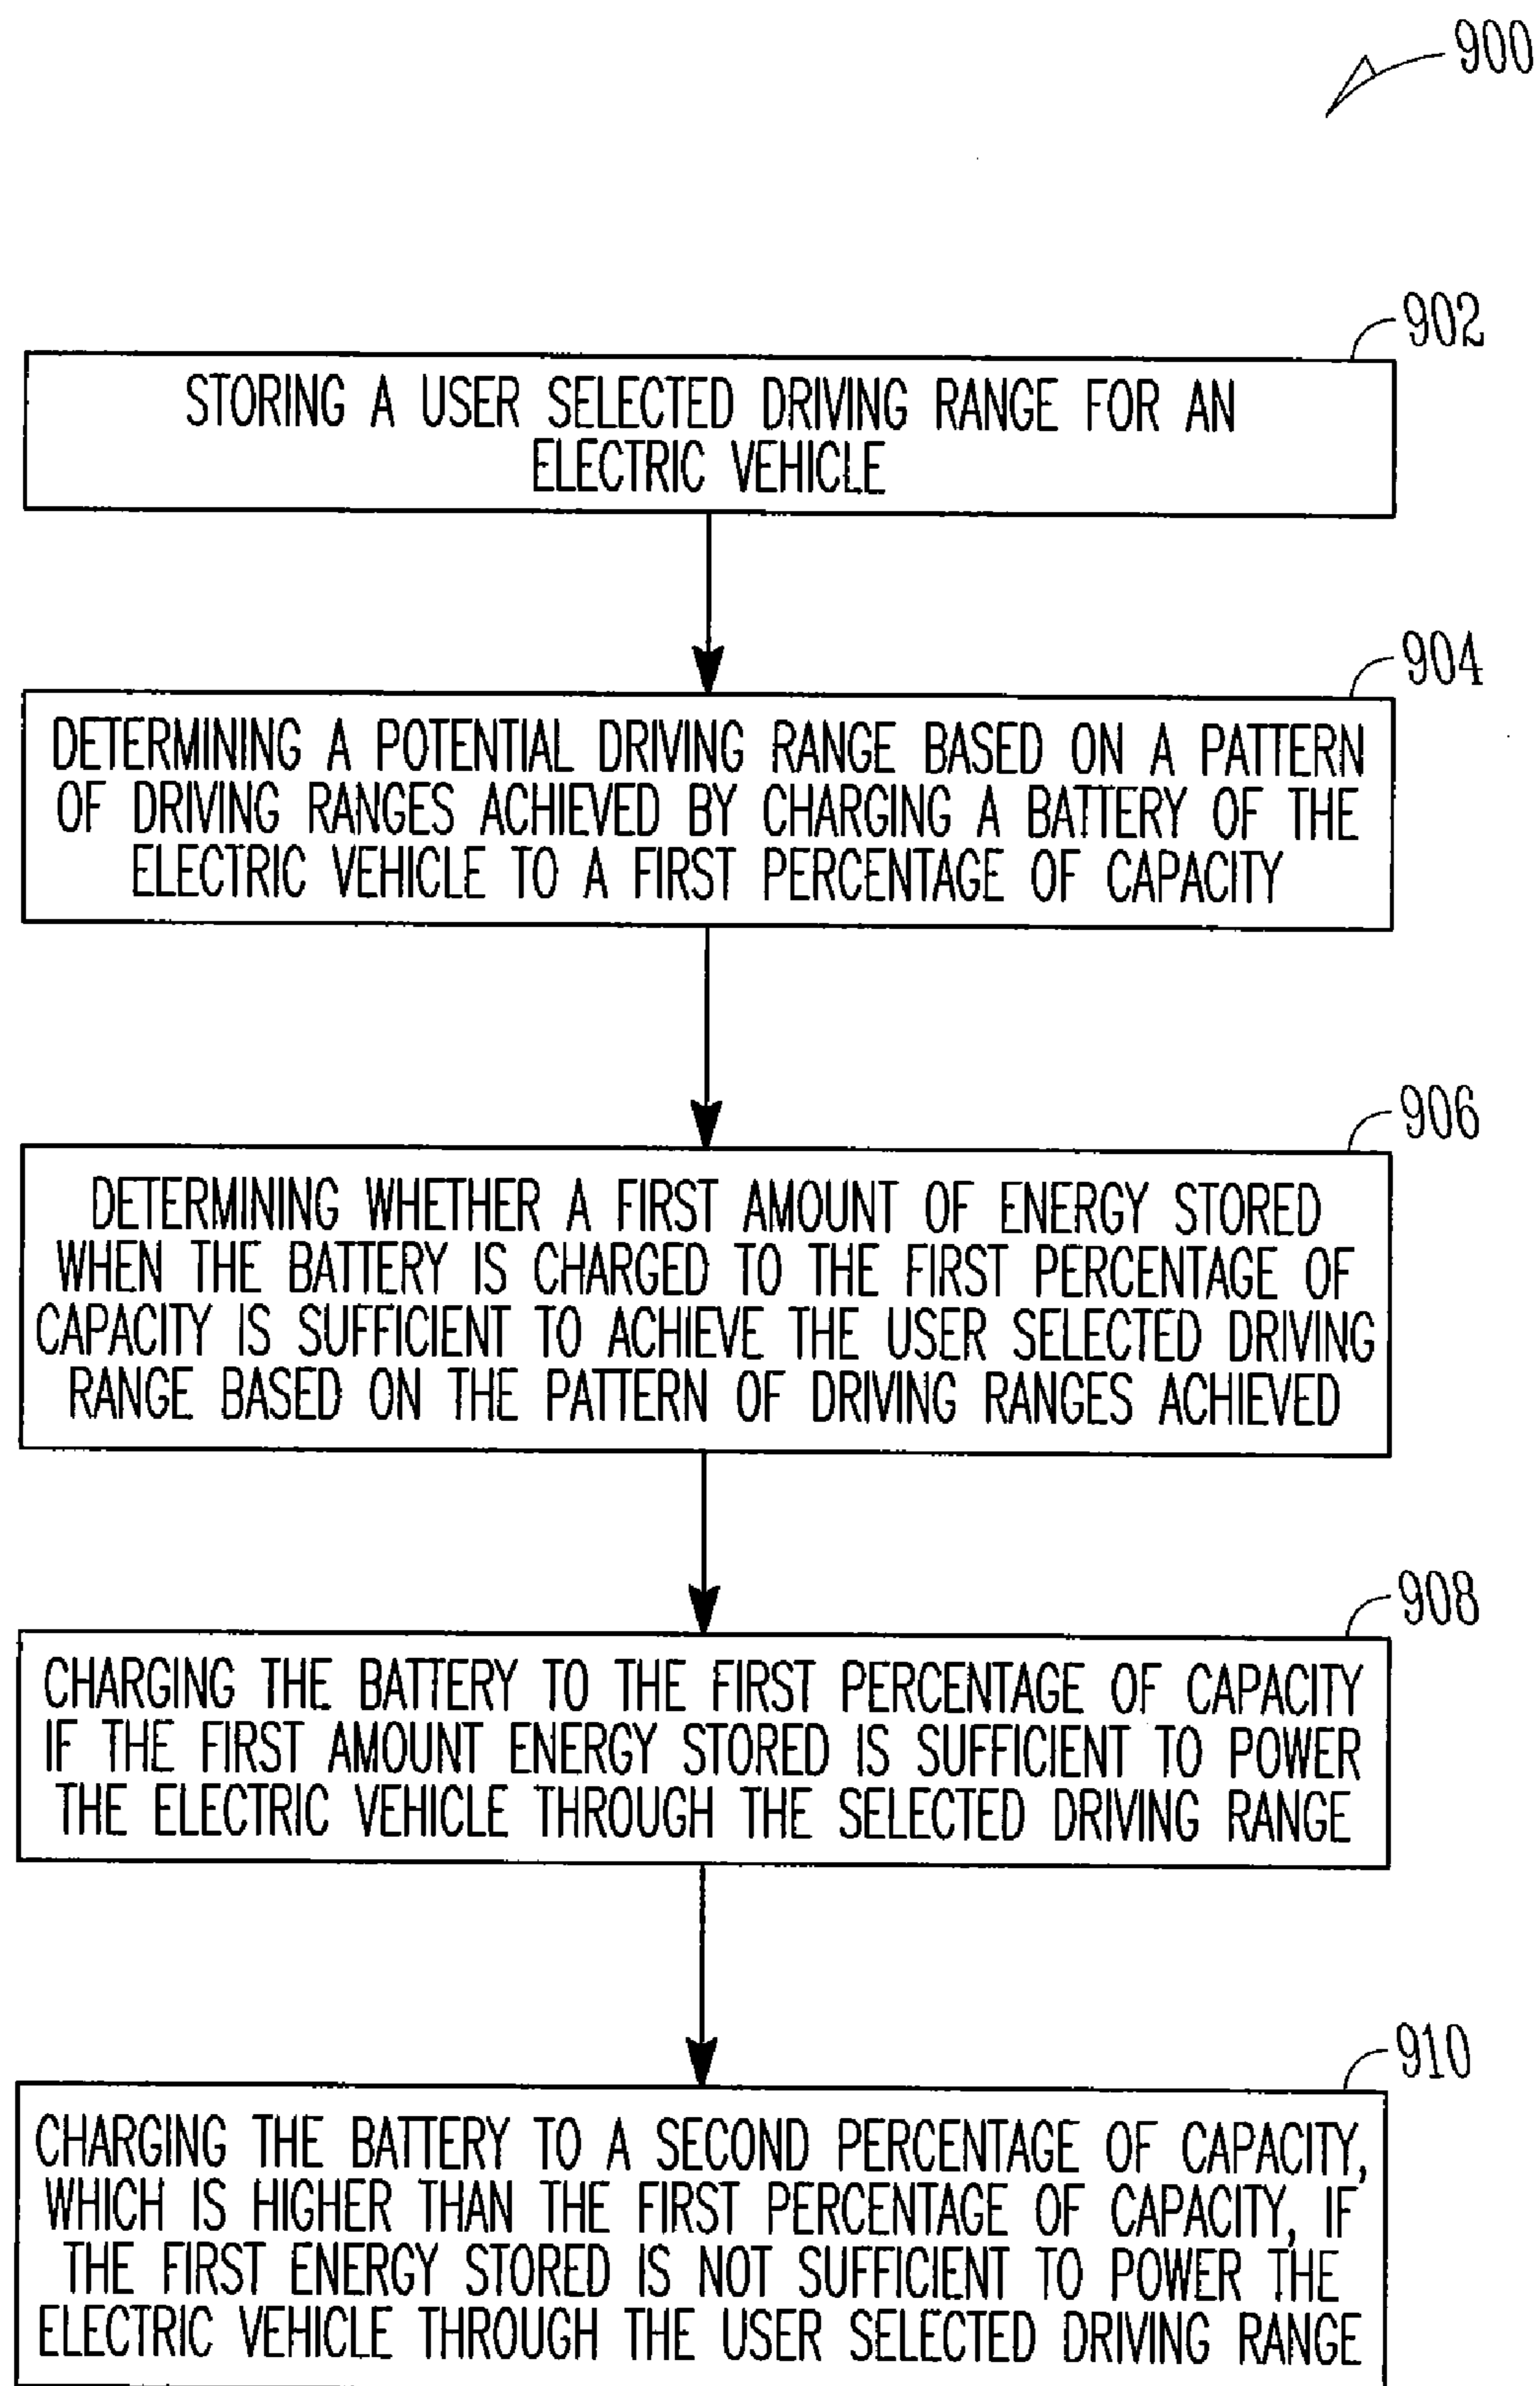 900
902
STORING A USER SELECTED DRIVING RANGE FOR AN
ELECTRIC VEHICLE
904
DETERMINING A POTENTIAL DRIVING RANGE BASED ON A PATTERN
OF DRIVING RANGES ACHIEVED BY CHARGING A BATTERY OF THE
ELECTRIC VEHICLE TO A FIRST PERCENTAGE OF CAPACITY
906
DETERMINING WHETHER A FIRST AMOUNT OF ENERGY STORED
WHEN THE BATTERY IS CHARGED TO THE FIRST PERCENTAGE OF
CAPACITY IS SUFFICIENT TO ACHIEVE THE USER SELECTED DRIVING
RANGE BASED ON THE PATTERN OF DRIVING RANGES ACHIEVED
908
CHARGING THE BATTERY TO THE FIRST PERCENTAGE OF CAPACITY
IF THE FIRST AMOUNT ENERGY STORED IS SUFFICIENT TO POWER
THE ELECTRIC VEHICLE THROUGH THE SELECTED DRIVING RANGE
910
CHARGING THE BATTERY TO A SECOND PERCENTAGE OF CAPACITY,
WHICH IS HIGHER THAN THE FIRST PERCENTAGE OF CAPACITY, IF
THE FIRST ENERGY STORED IS NOT SUFFICIENT TO POWER THE
ELECTRIC VEHICLE THROUGH THE USER SELECTED DRIVING RANGE